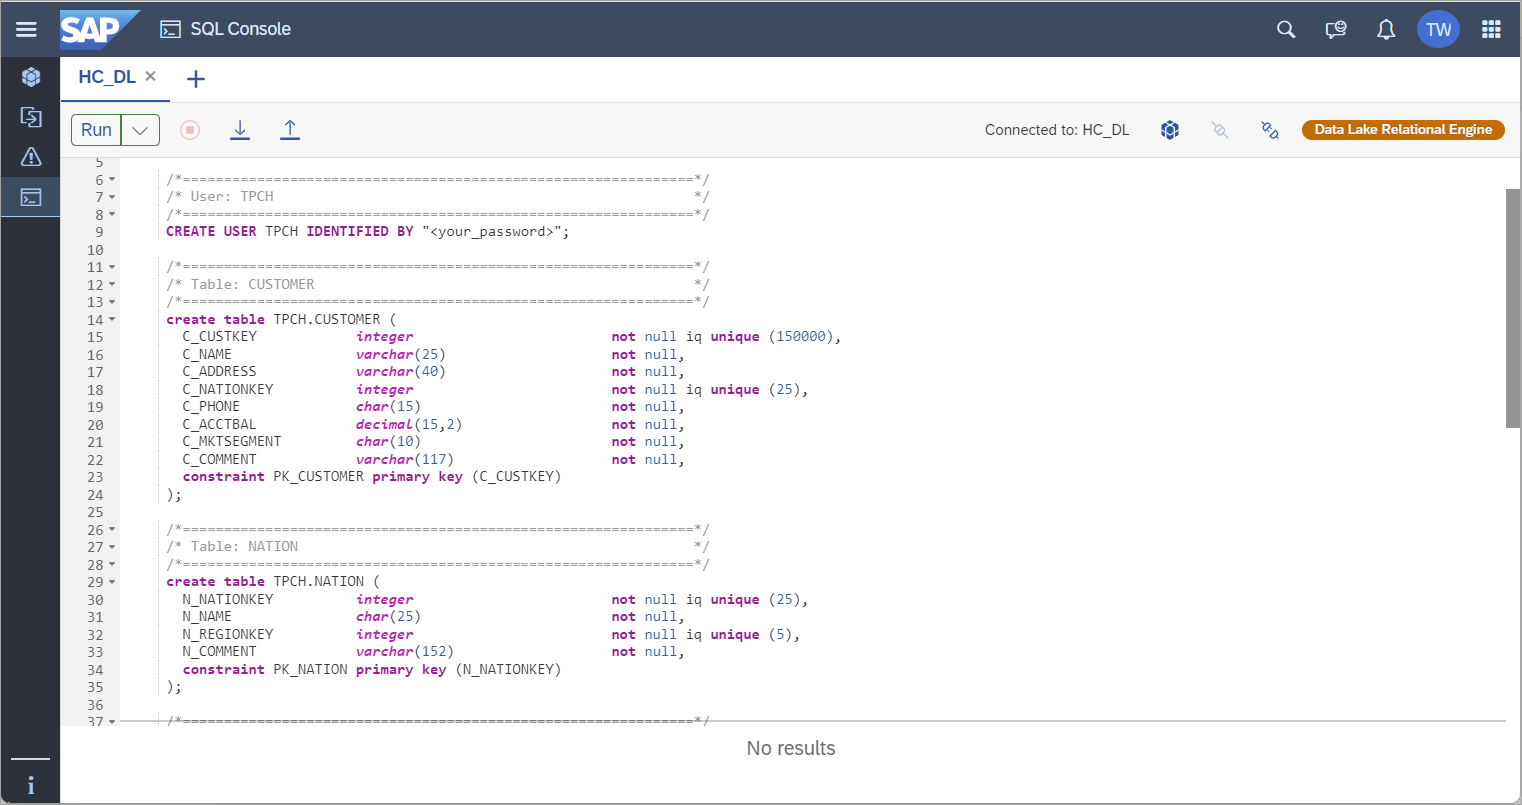 SAP SQL Console TW
HC_DL
Run Connected to: HC_DL Data Lake Relational Engine
5
6 /*==============================================================*/
7 /* User: TPCH */
8 /*==============================================================*/
9 CREATE USER TPCH IDENTIFIED BY "<your_password>";
10
11 /*==============================================================*/
12 /* Table: CUSTOMER */
13 /*==============================================================*/
14 create table TPCH.CUSTOMER (
15 C_CUSTKEY integer not null iq unique (150000),
16 C_NAME varchar(25) not null,
17 C_ADDRESS varchar(40) not null,
18 C_NATIONKEY integer not null iq unique (25),
19 C_PHONE char(15) not null,
20 C_ACCTBAL decimal(15,2) not null,
21 C_MKTSEGMENT char(10) not null,
22 C_COMMENT varchar(117) not null,
23 constraint PK_CUSTOMER primary key (C_CUSTKEY)
24 );
25
26 /*==============================================================*/
27 /* Table: NATION */
28 /*==============================================================*/
29 create table TPCH.NATION (
30 N_NATIONKEY integer not null iq unique (25),
31 N_NAME char(25) not null,
32 N_REGIONKEY integer not null iq unique (5),
33 N_COMMENT varchar(152) not null,
34 constraint PK_NATION primary key (N_NATIONKEY)
35 );
36
37 /*==============================================================*/
No results